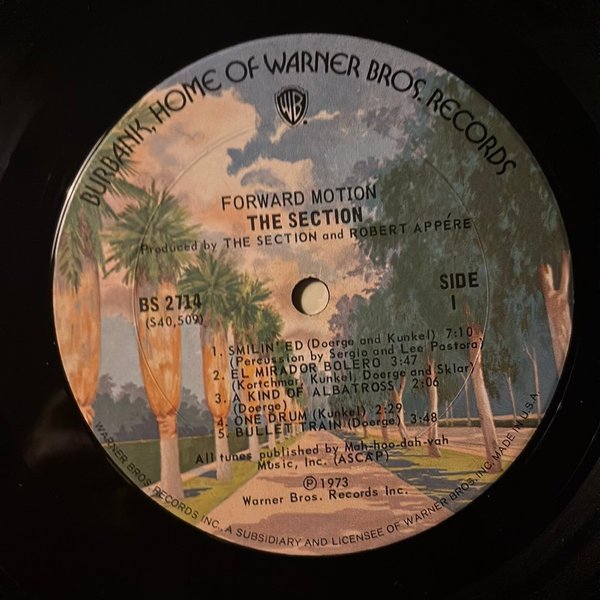 BURBANK, HOME OF WARNER BROS. RECORDS
WB
FORWARD MOTION
THE SECTION
Produced by THE SECTION and ROBERT APPÉRE
BS 2714
(S40,509)
SIDE
1
1. SMILIN' ED (Doerge and Kunkel) 7:10
(Percussion by Sergio and Lee Pastora)
2. EL MIRADOR BOLERO 3:47
(Kortchmar, Kunkel, Doerge and Sklar)
3. A KIND OF ALBATROSS 2:06
(Doerge)
4. ONE DRUM (Kunkel) 2:29
5. BULLET TRAIN (Doerge) 3:48
All tunes published by Mah-hoo-dah-vah
Music, Inc. (ASCAP)
℗ 1973
Warner Bros. Records Inc.
WARNER BROS. RECORDS INC., A SUBSIDIARY AND LICENSEE OF WARNER BROS. INC. MADE IN U.S.A.